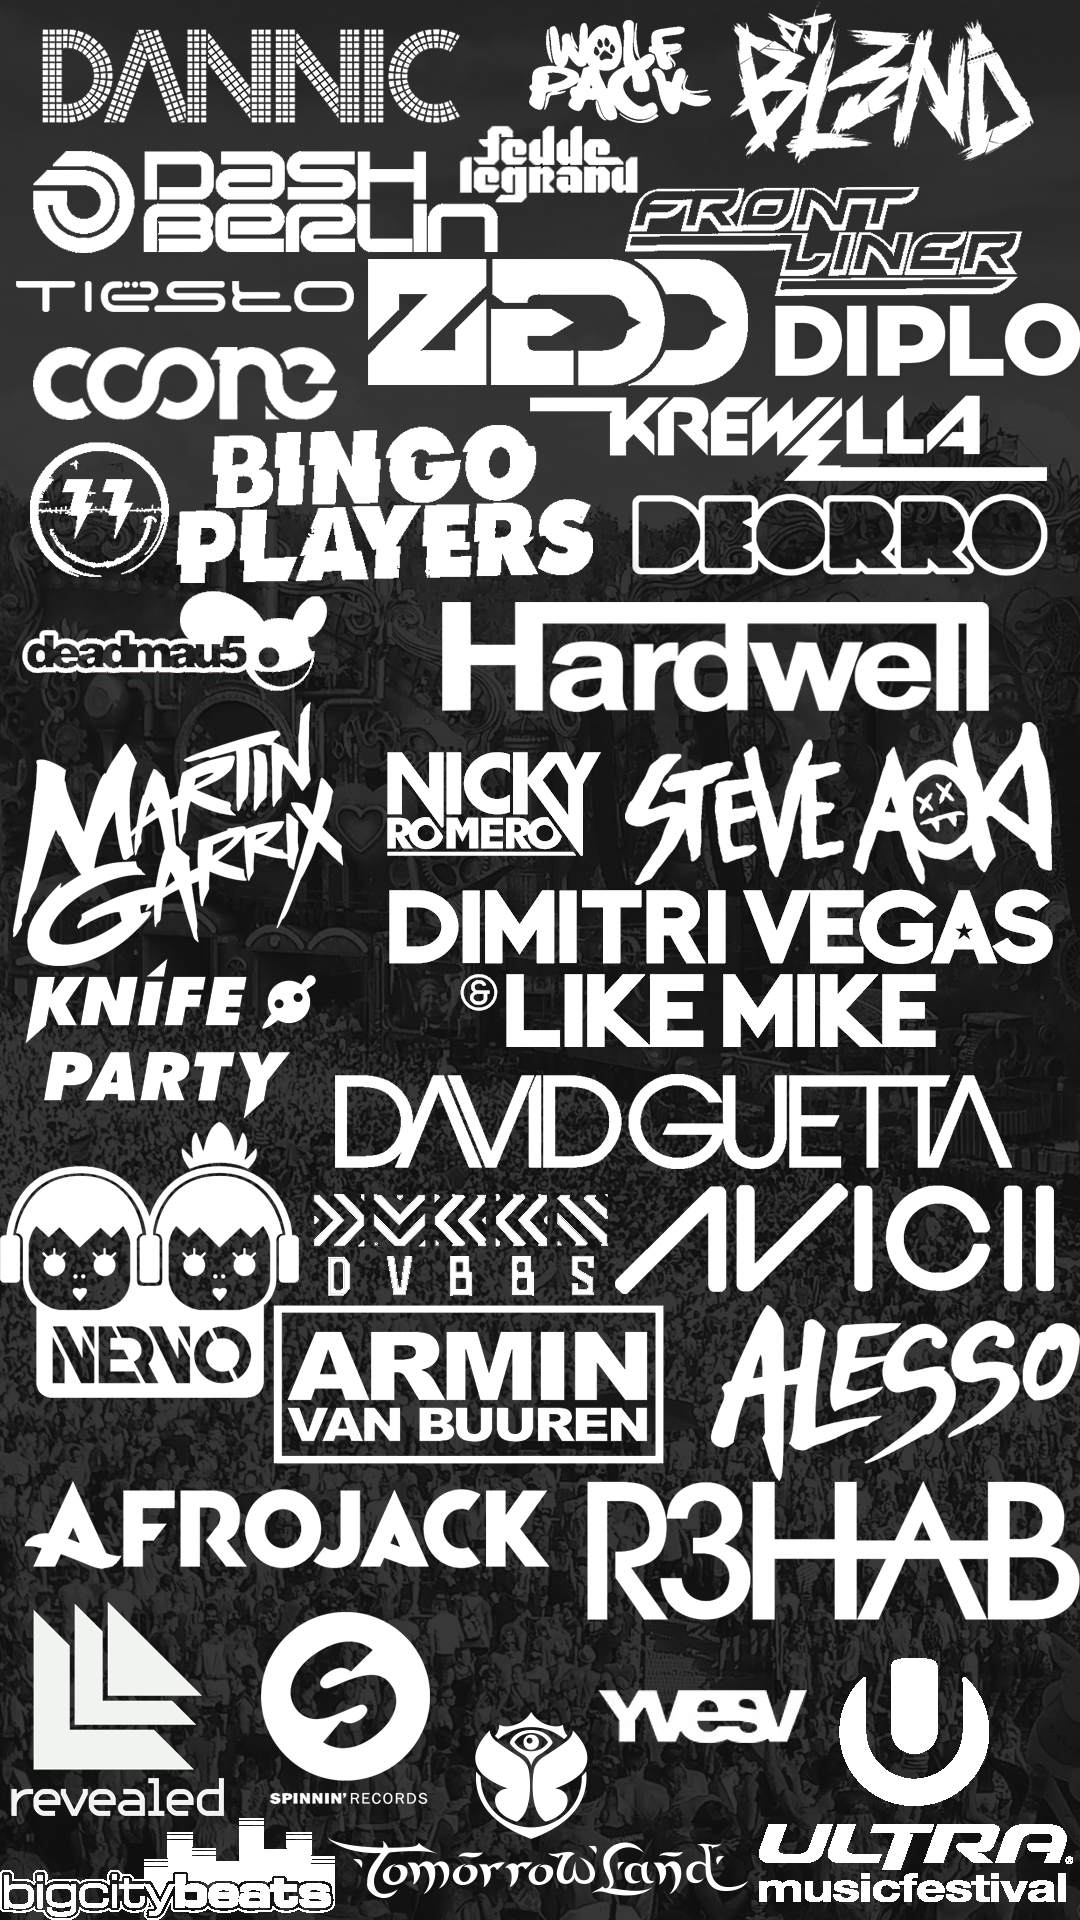 DANNIC
WOLF
PACK
DJ
BL3ND
fedde
legrand
DASH
BERLIN
FRONT
LINER
TIËSTO
ZEDD
DIPLO
coone
KREWELLA
BINGO
PLAYERS
DEORRO
deadmau5
Hardwell
MARTIN
GARRIX
NICKY
ROMERO
STEVE AOKI
DIMITRI VEGAS
& LIKE MIKE
KNIFE
PARTY
DAVID GUETTA
DVBBS
AVICII
NERVO
ARMIN
VAN BUUREN
ALESSO
AFROJACK
R3HAB
revealed
S
SPINNIN' RECORDS
YVES V
U
TomorrowLand
ULTRA®
musicfestival
bigcitybeats